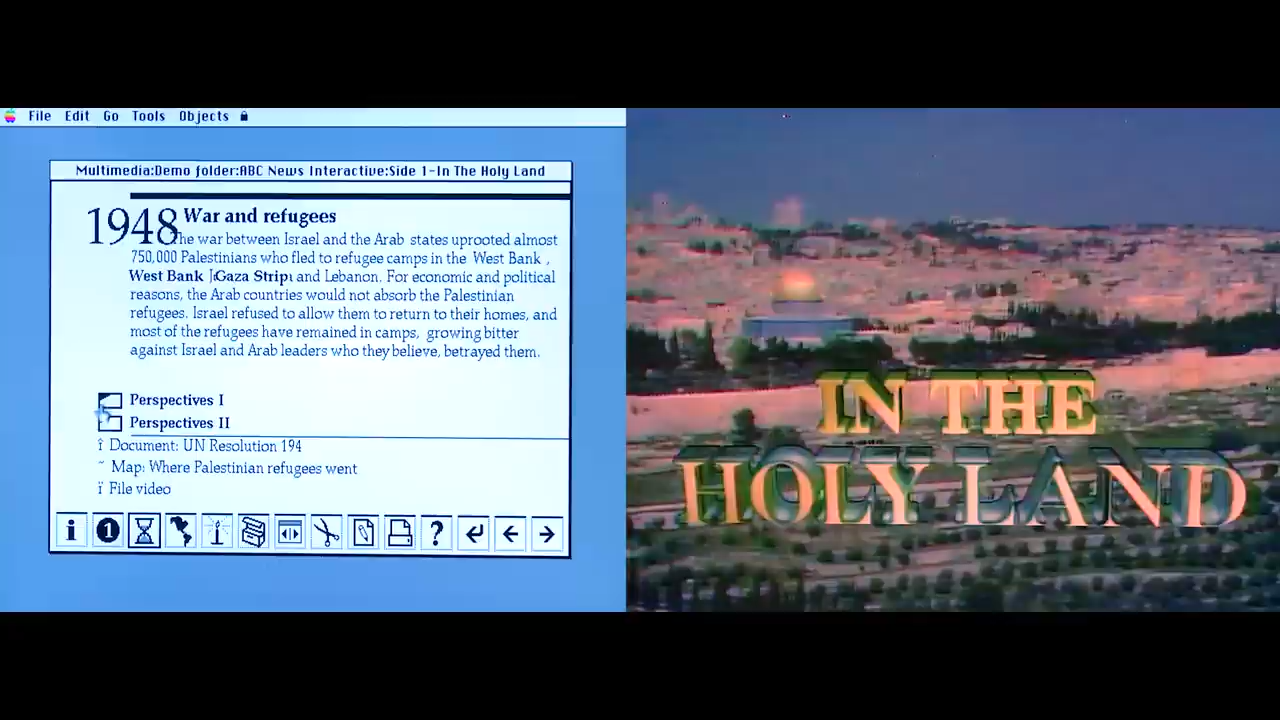 File Edit Go Tools Objects
Multimedia:Demo folder:ABC News Interactive:Side 1-In The Holy Land
1948 War and refugees
The war between Israel and the Arab states uprooted almost
750,000 Palestinians who fled to refugee camps in the West Bank ,
West Bank Gaza Strip and Lebanon. For economic and political
reasons, the Arab countries would not absorb the Palestinian
refugees. Israel refused to allow them to return to their homes, and
most of the refugees have remained in camps, growing bitter
against Israel and Arab leaders who they believe, betrayed them.
Perspectives I
Perspectives II
Document: UN Resolution 194
Map: Where Palestinian refugees went
File video
i 1 ?
IN THE
HOLY LAND